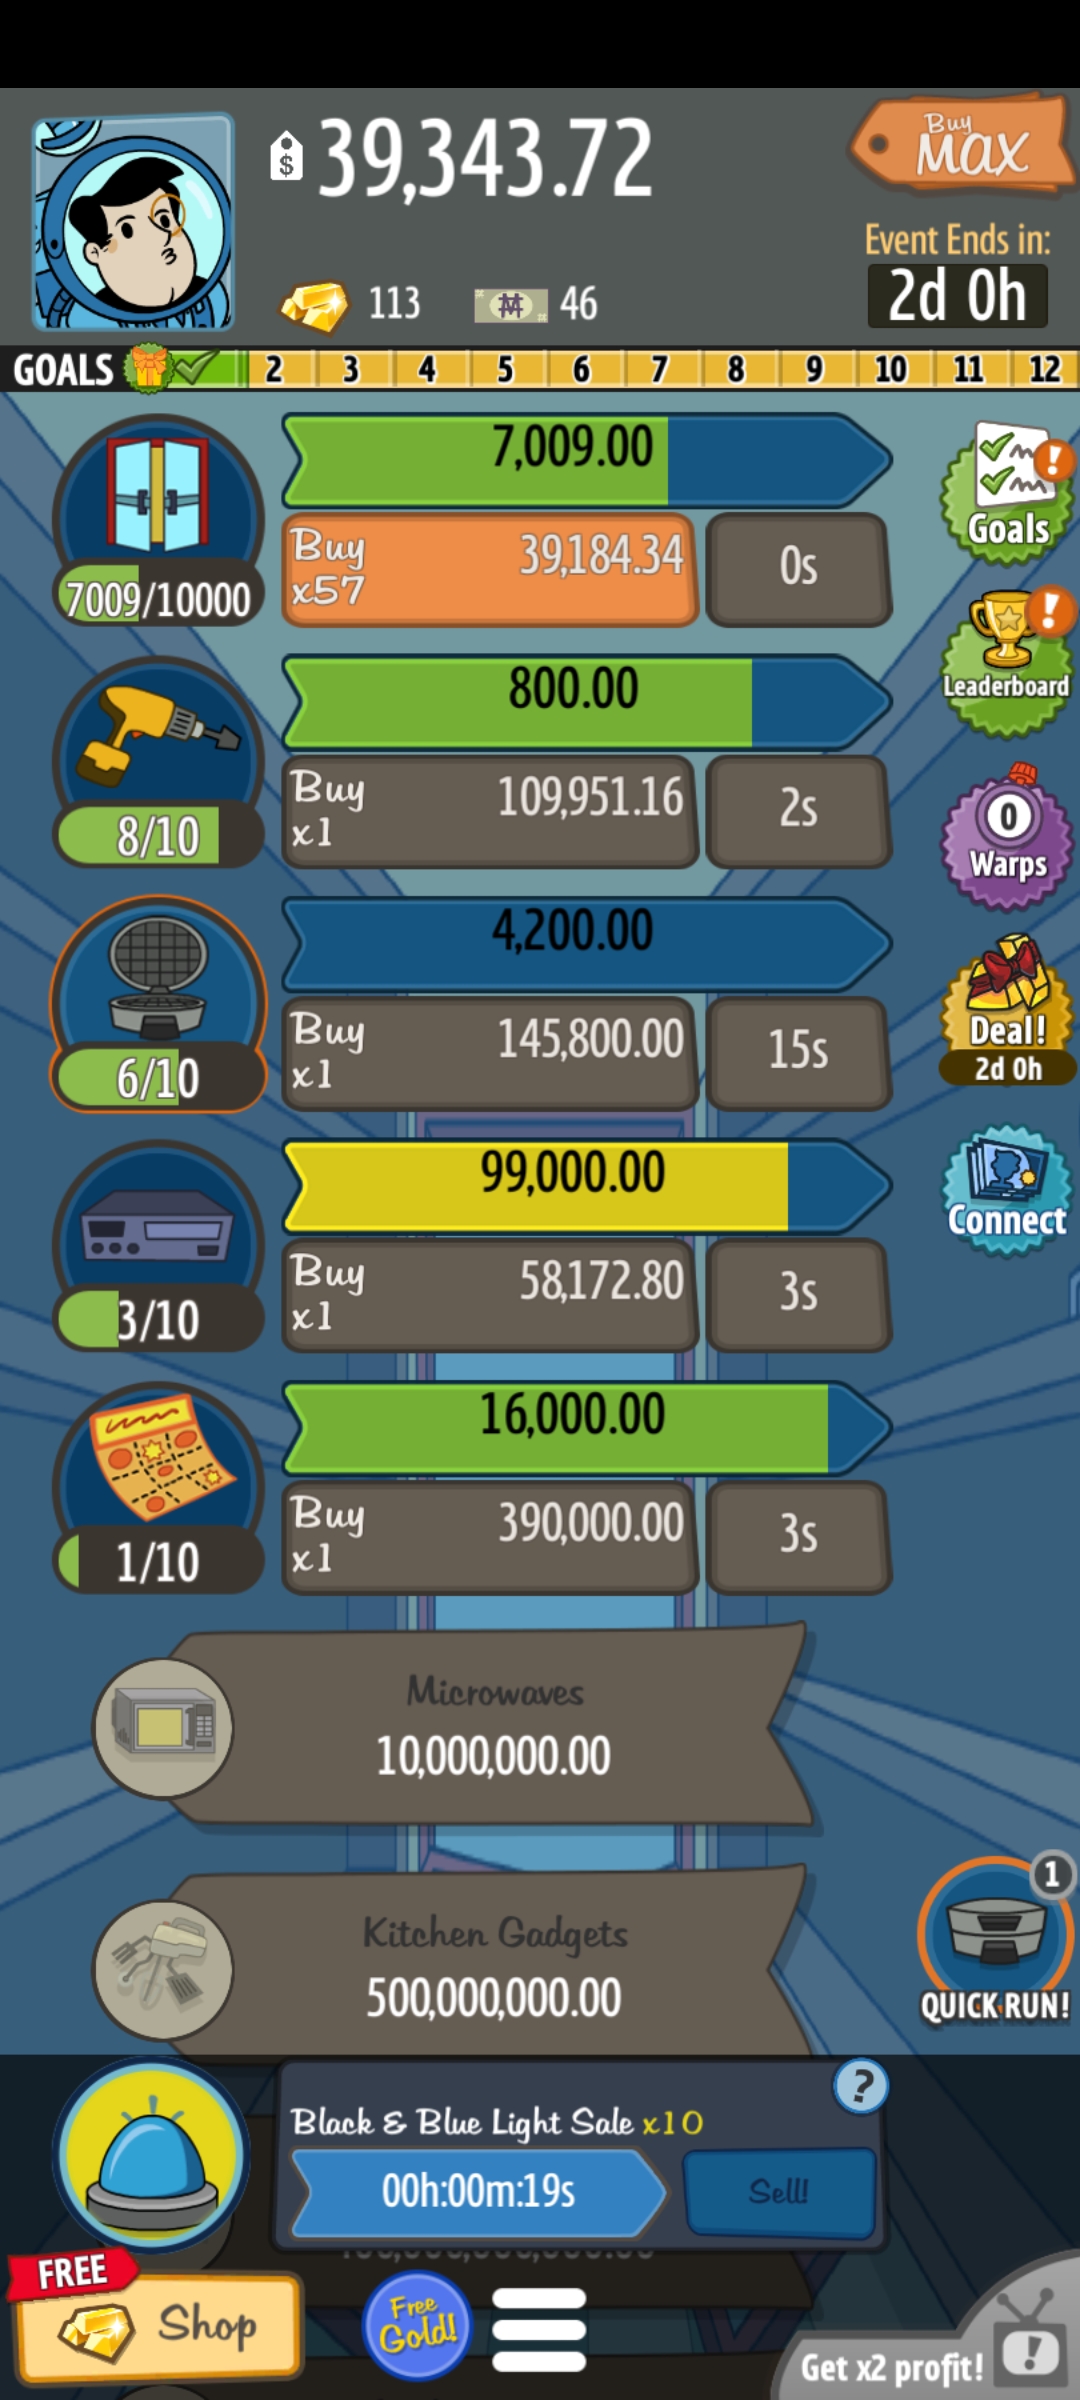 $ 39,343.72
Buy
MAX
Event Ends in:
2d 0h
113
46
GOALS 2 3 4 5 6 7 8 9 10 11 12
7,009.00
Buy
x57
39,184.34
0s
7009/10000
Goals
Leaderboard
800.00
Buy
x1
109,951.16
2s
8/10
0
Warps
4,200.00
Buy
x1
145,800.00
15s
6/10
Deal!
2d 0h
99,000.00
Buy
x1
58,172.80
3s
3/10
Connect
16,000.00
Buy
x1
390,000.00
3s
1/10
Microwaves
10,000,000.00
Kitchen Gadgets
500,000,000.00
1
QUICK RUN!
Black & Blue Light Sale x10
?
00h:00m:19s
Sell!
FREE
Shop
Free
Gold!
Get x2 profit!